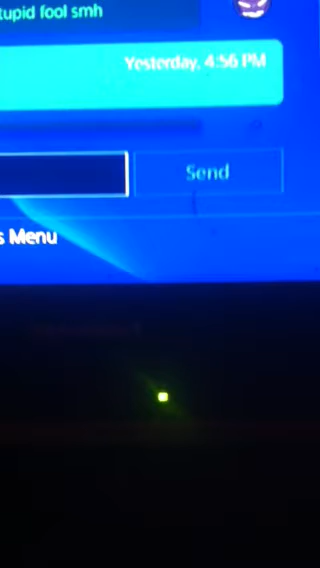 tupid fool smh
Yesterday, 4:56 PM
Send
s Menu